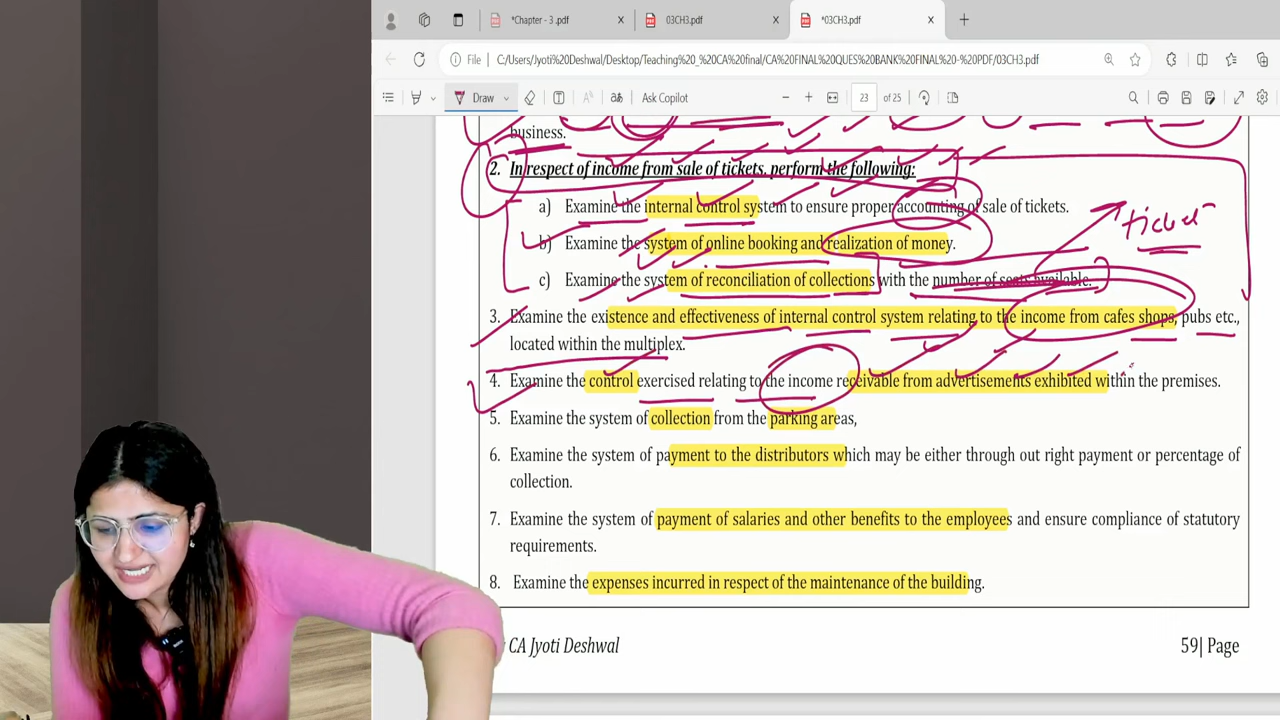 *Chapter - 3 .pdf
03CH3.pdf
*03CH3.pdf
File
C:/Users/Jyoti%20Deshwal/Desktop/Teaching%20_%20CA%20final/CA%20FINAL%20QUES%20BANK%20FINAL%20-%20PDF/03CH3.pdf
Draw
Ask Copilot
23 of 25
business.
2. In respect of income from sale of tickets, perform the following:
a) Examine the internal control system to ensure proper accounting of sale of tickets.
ticket
b) Examine the system of online booking and realization of money.
c) Examine the system of reconciliation of collections with the number of seats available.
3. Examine the existence and effectiveness of internal control system relating to the income from cafes shops, pubs etc.,
located within the multiplex.
4. Examine the control exercised relating to the income receivable from advertisements exhibited within the premises.
5. Examine the system of collection from the parking areas,
6. Examine the system of payment to the distributors which may be either through out right payment or percentage of
collection.
7. Examine the system of payment of salaries and other benefits to the employees and ensure compliance of statutory
requirements.
8. Examine the expenses incurred in respect of the maintenance of the building.
CA Jyoti Deshwal
59| Page